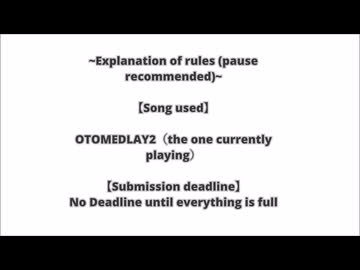 ~Explanation of rules (pause
recommended)~
【Song used】
OTOMEDLAY2（the one currently
playing）
【Submission deadline】
No Deadline until everything is full